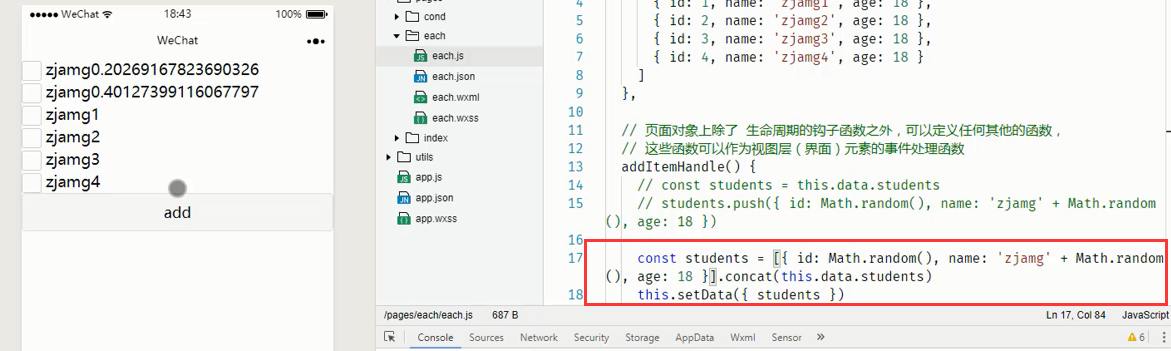 18:43
100%
WeChat
zjamg0.20269167823690326
zjamg0.40127399116067797
zjamg1
zjamg2
zjamg3
zjamg4
add
pages
cond
each
each.js
each.json
each.wxml
each.wxss
index
utils
app.js
app.json
app.wxss
4 { id: 1, name: 'zjamg1', age: 18 },
5 { id: 2, name: 'zjamg2', age: 18 },
6 { id: 3, name: 'zjamg3', age: 18 },
7 { id: 4, name: 'zjamg4', age: 18 }
8 ]
9 },
10
11 // 页面对象上除了 生命周期的钩子函数之外，可以定义任何其他的函数，
12 // 这些函数可以作为视图层（界面）元素的事件处理函数
13 addItemHandle() {
14 // const students = this.data.students
15 // students.push({ id: Math.random(), name: 'zjamg' + Math.random
(), age: 18 })
16
17 const students = [{ id: Math.random(), name: 'zjamg' + Math.random
(), age: 18 }].concat(this.data.students)
18 this.setData({ students })
/pages/each/each.js 687 B Ln 17, Col 84 JavaScript
Console Sources Network Security Storage AppData Wxml Sensor » 6